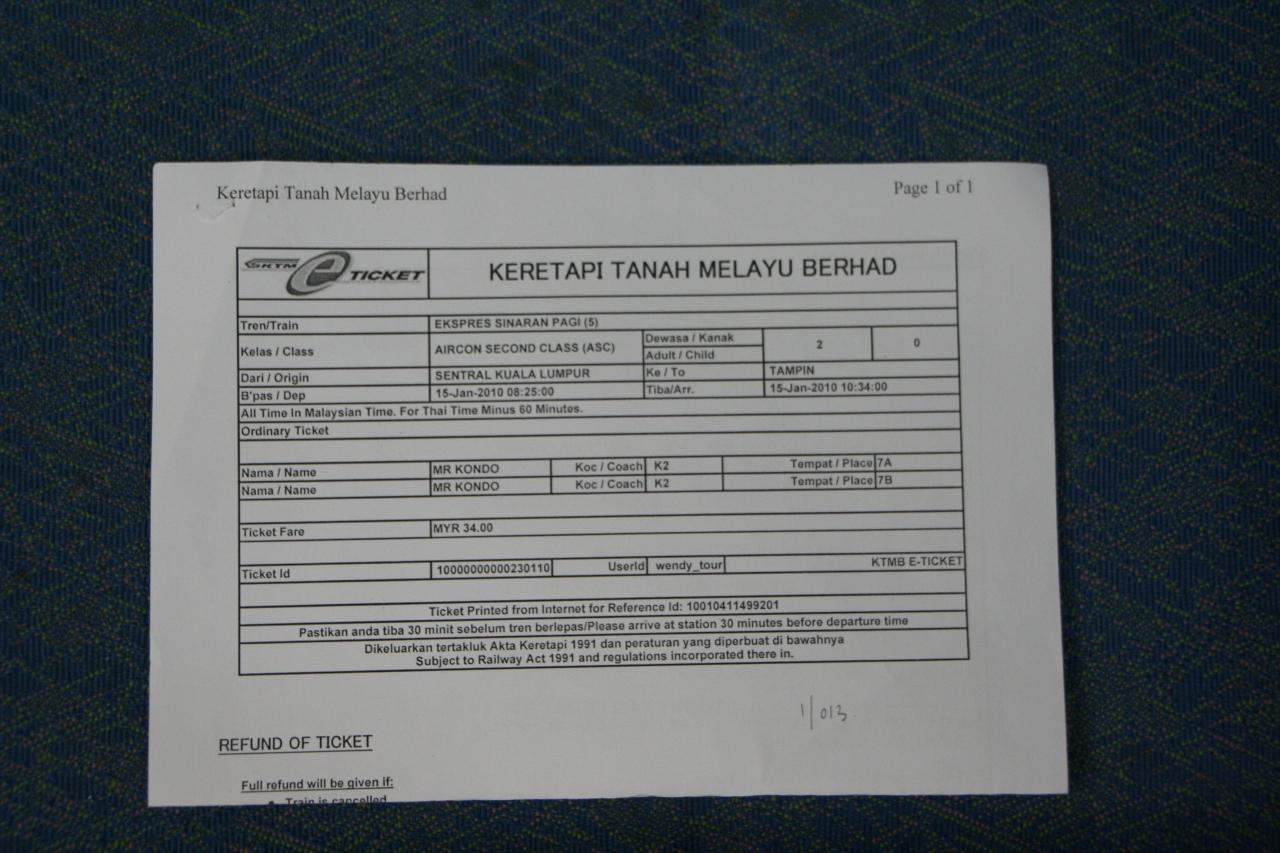 Keretapi Tanah Melayu Berhad Page 1 of 1
KTM e TICKET KERETAPI TANAH MELAYU BERHAD
Tren/Train EKSPRES SINARAN PAGI (5)
Kelas / Class AIRCON SECOND CLASS (ASC) Dewasa / Kanak 2 0
Adult / Child
Dari / Origin SENTRAL KUALA LUMPUR Ke / To TAMPIN
B'pas / Dep 15-Jan-2010 08:25:00 Tiba/Arr. 15-Jan-2010 10:34:00
All Time In Malaysian Time. For Thai Time Minus 60 Minutes.
Ordinary Ticket
Nama / Name MR KONDO Koc / Coach K2 Tempat / Place 7A
Nama / Name MR KONDO Koc / Coach K2 Tempat / Place 7B
Ticket Fare MYR 34.00
Ticket Id 10000000000230110 UserId wendy_tour KTMB E-TICKET
Ticket Printed from Internet for Reference Id: 10010411499201
Pastikan anda tiba 30 minit sebelum tren berlepas/Please arrive at station 30 minutes before departure time
Dikeluarkan tertakluk Akta Keretapi 1991 dan peraturan yang diperbuat di bawahnya
Subject to Railway Act 1991 and regulations incorporated there in.
1/013
REFUND OF TICKET
Full refund will be given if:
• Train is cancelled